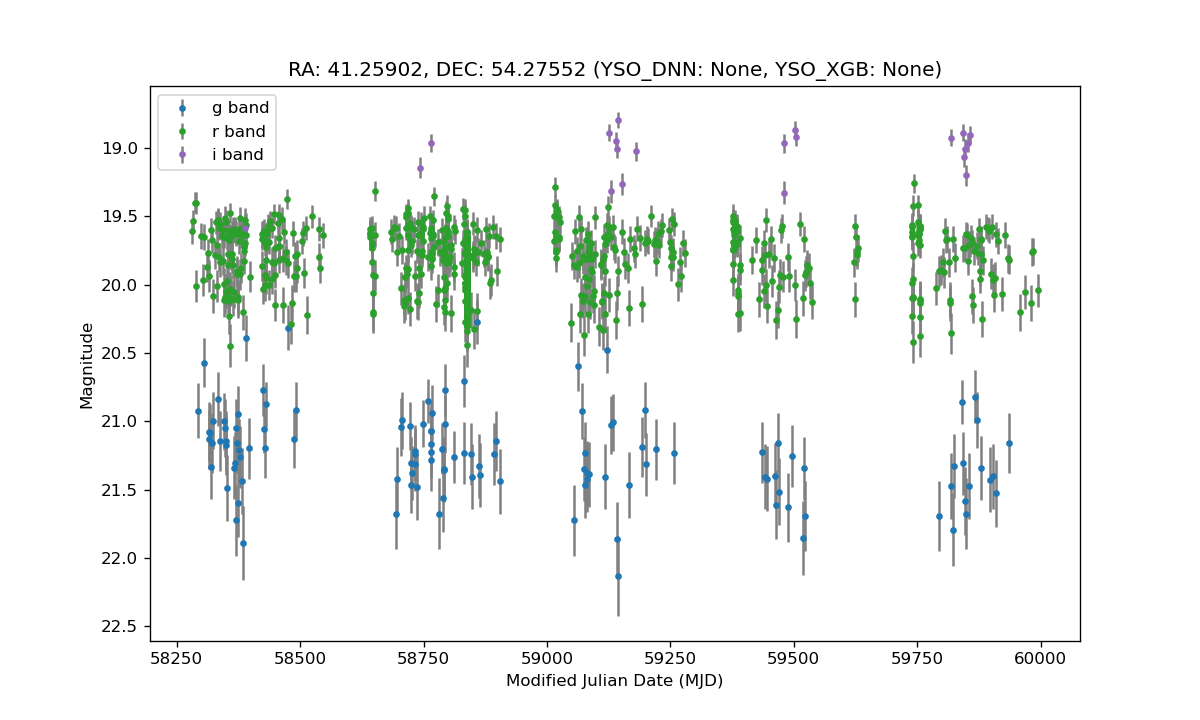 RA: 41.25902, DEC: 54.27552 (YSO_DNN: None, YSO_XGB: None)
g band
r band
i band
Magnitude
19.0
19.5
20.0
20.5
21.0
21.5
22.0
22.5
58250 58500 58750 59000 59250 59500 59750 60000
Modified Julian Date (MJD)